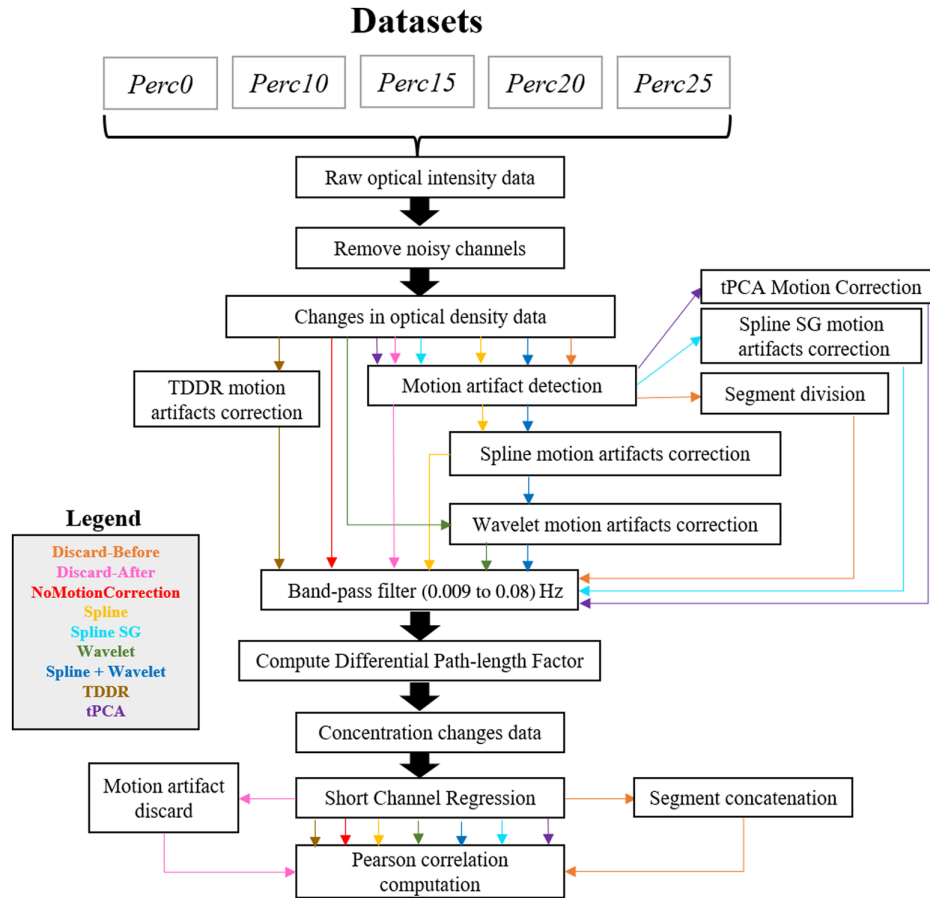 Datasets
Perc0
Perc10
Perc15
Perc20
Perc25
Raw optical intensity data
Remove noisy channels
Changes in optical density data
tPCA Motion Correction
Spline SG motion
artifacts correction
TDDR motion
artifacts correction
Motion artifact detection
Segment division
Spline motion artifacts correction
Wavelet motion artifacts correction
Legend
Discard-Before
Discard-After
NoMotionCorrection
Spline
Spline SG
Wavelet
Spline + Wavelet
TDDR
tPCA
Band-pass filter (0.009 to 0.08) Hz
Compute Differential Path-length Factor
Concentration changes data
Motion artifact
discard
Short Channel Regression
Segment concatenation
Pearson correlation
computation